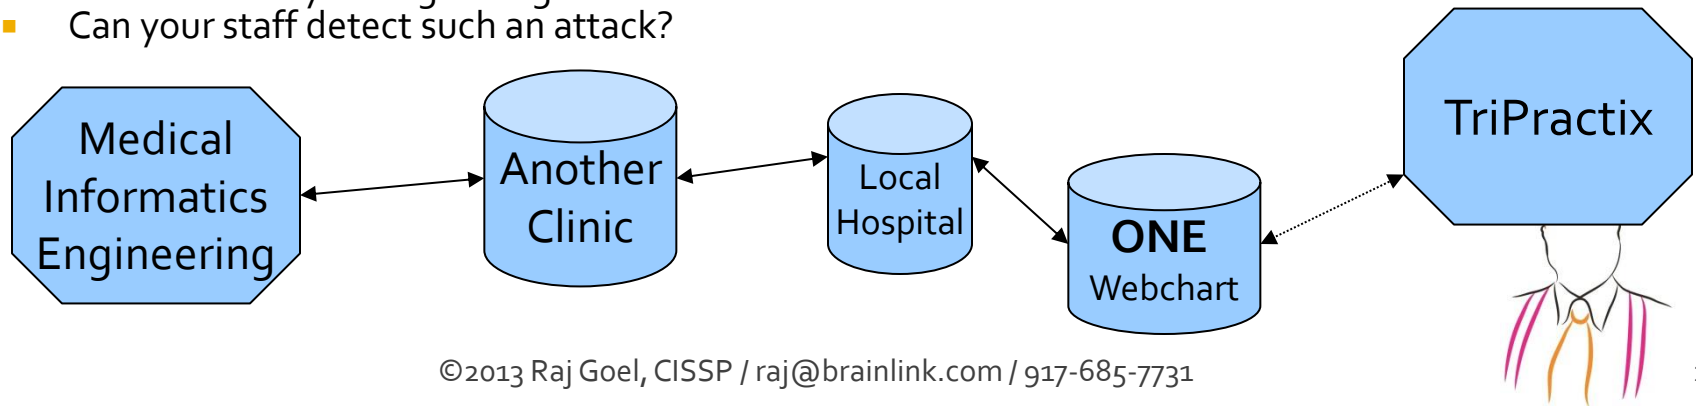 Can your staff detect such an attack?
Medical
Informatics
Engineering
Another
Clinic
Local
Hospital
ONE
Webchart
TriPractix
©2013 Raj Goel, CISSP / raj@brainlink.com / 917-685-7731